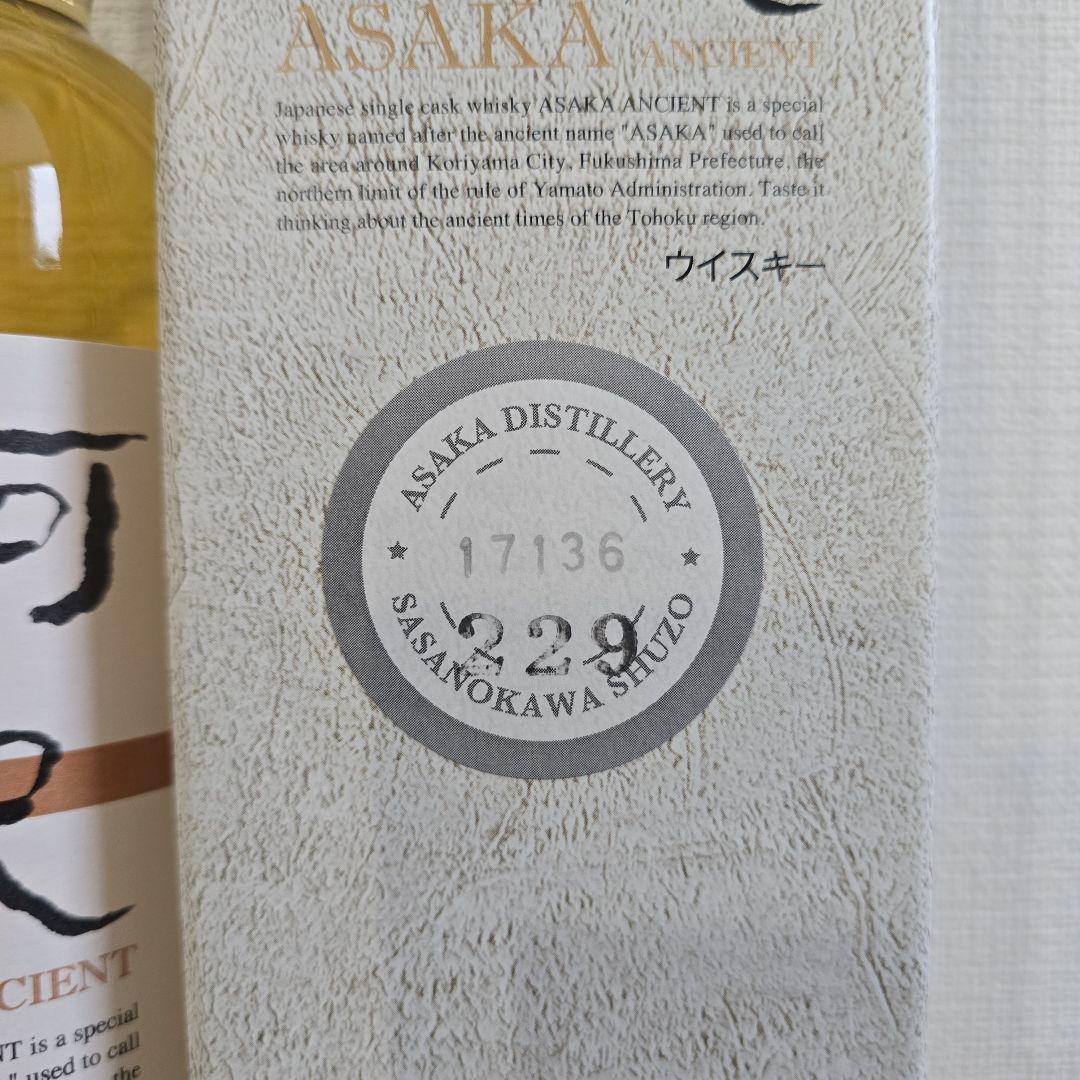 ASAKA ANCIENT
Japanese single cask whisky ASAKA ANCIENT is a special
whisky named after the ancient name "ASAKA" used to call
the area around Koriyama City, Fukushima Prefecture, the
northern limit of the rule of Yamato Administration. Taste it
thinking about the ancient times of the Tohoku region.
ウイスキー
ASAKA DISTILLERY
17136
229
SASANOKAWA SHUZO
CIENT
NT is a special
" used to call
the